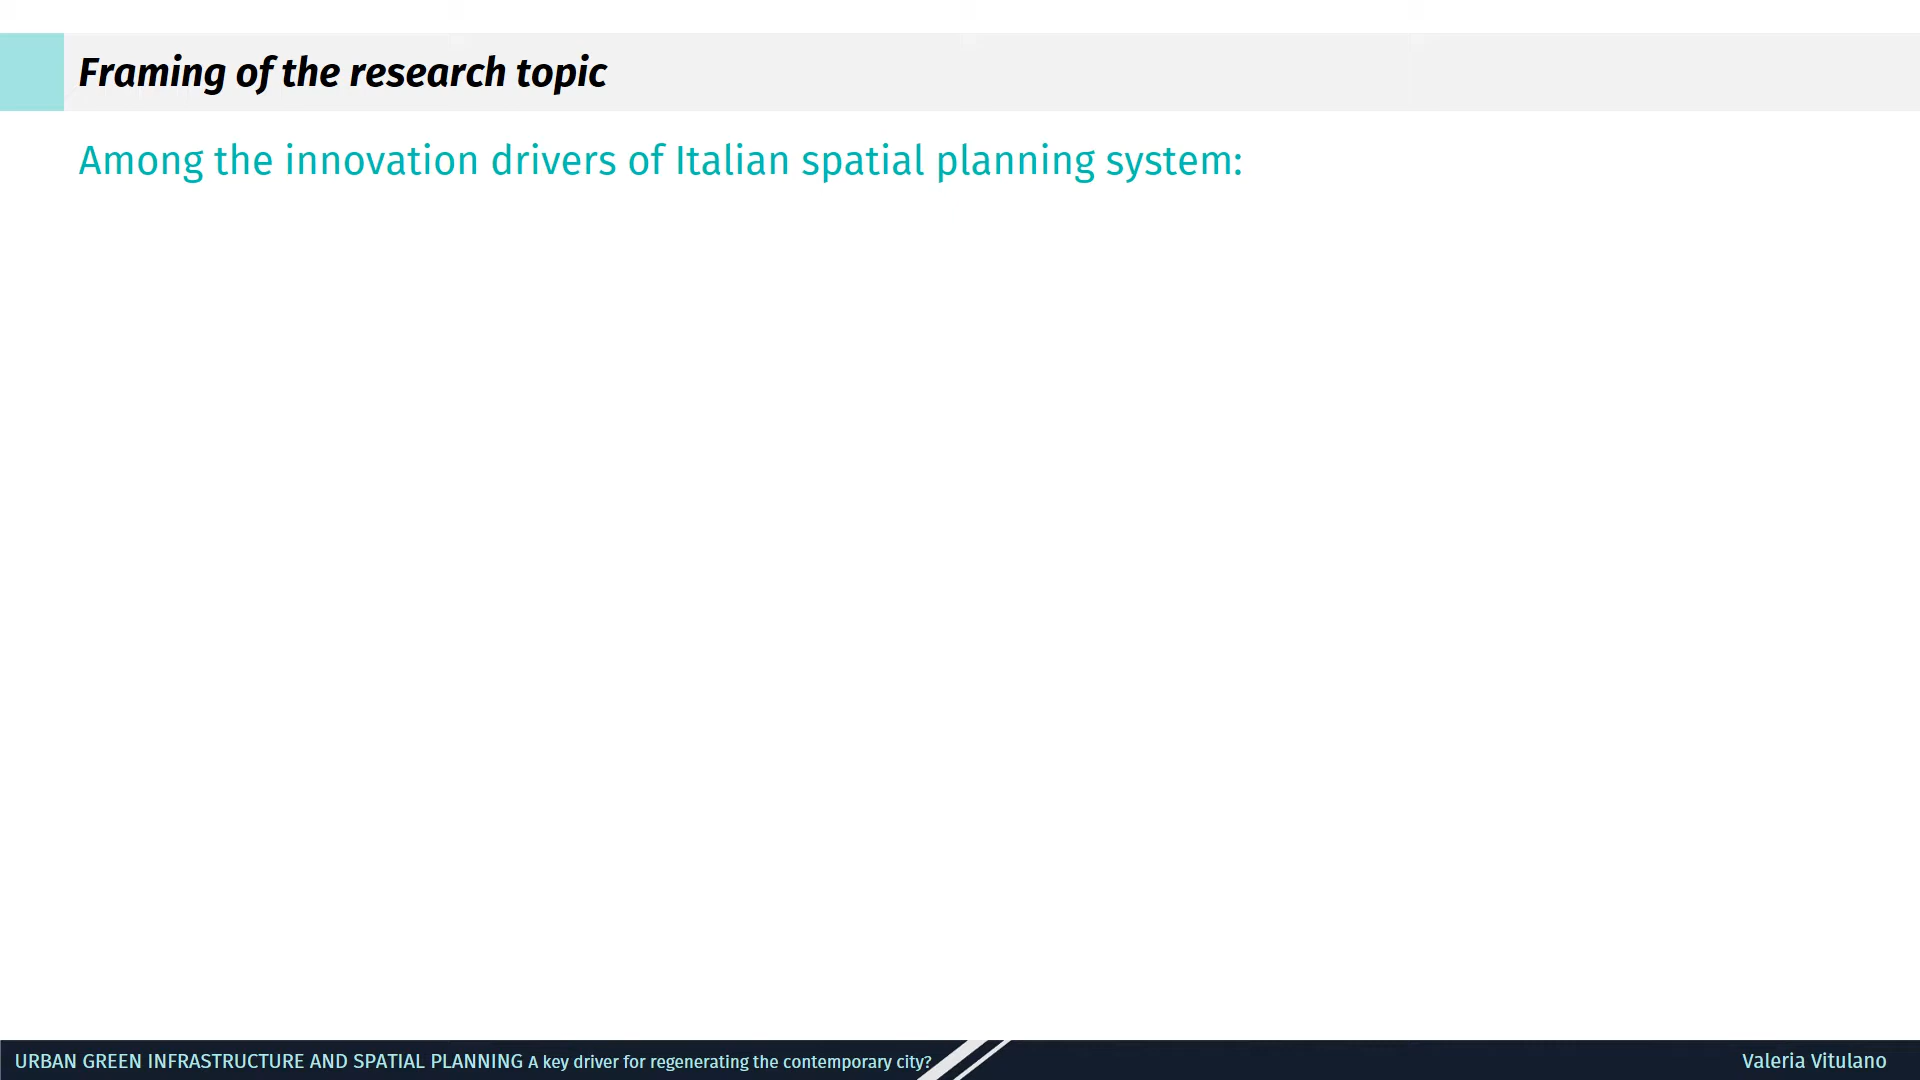 Framing of the research topic
Among the innovation drivers of Italian spatial planning system:
URBAN GREEN INFRASTRUCTURE AND SPATIAL PLANNING A key driver for regenerating the contemporary city?
Valeria Vitulano